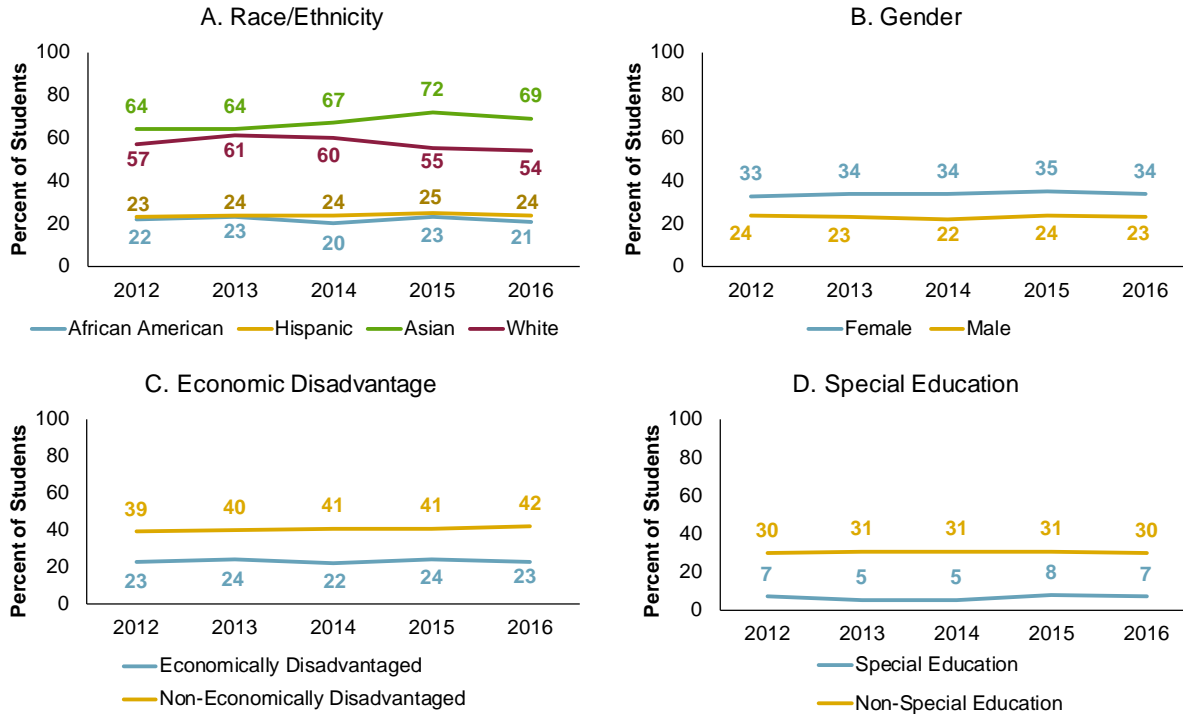 A. Race/Ethnicity
Percent of Students
100
80
60
40
20
0
64 64 67 72 69
57 61 60 55 54
23 24 24 25 24
22 23 20 23 21
2012 2013 2014 2015 2016
African American Hispanic Asian White
B. Gender
Percent of Students
100
80
60
40
20
0
33 34 34 35 34
24 23 22 24 23
2012 2013 2014 2015 2016
Female Male
C. Economic Disadvantage
Percent of Students
100
80
60
40
20
0
39 40 41 41 42
23 24 22 24 23
2012 2013 2014 2015 2016
Economically Disadvantaged
Non-Economically Disadvantaged
D. Special Education
Percent of Students
100
80
60
40
20
0
30 31 31 31 30
7 5 5 8 7
2012 2013 2014 2015 2016
Special Education
Non-Special Education